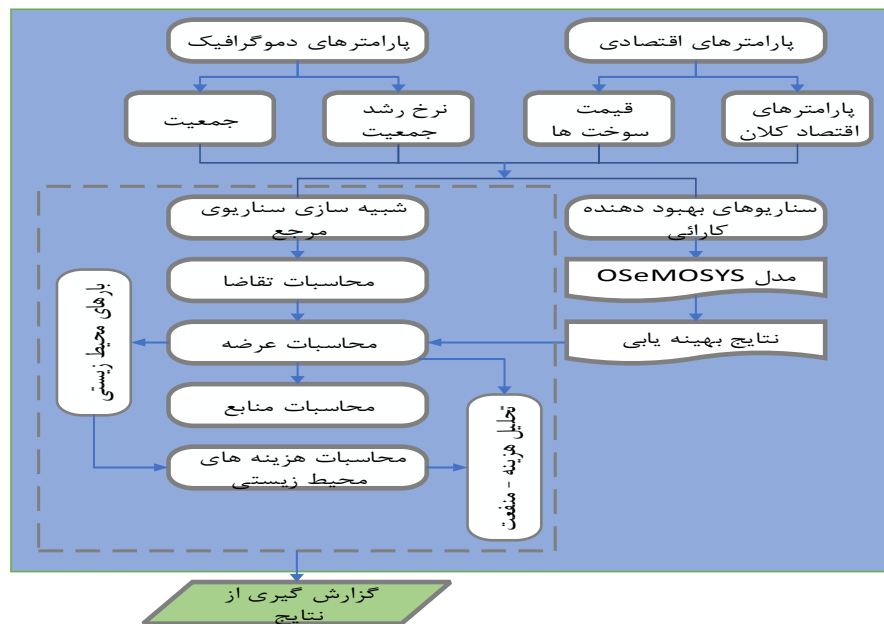 پارامترهای اقتصادی
پارامترهای دموگرافیک
پارامترهای
اقتصاد کلان
قیمت
سوخت ها
نرخ رشد
جمعیت
جمعیت
سناریوهای بهبود دهنده
کارائی
شبیه سازی سناریوی
مرجع
مدل OSeMOSYS
محاسبات تقاضا
نتایج بهینه یابی
محاسبات عرضه
بارهای محیط زیستی
محاسبات منابع
تحلیل هزینه - منفعت
محاسبات هزینه های
محیط زیستی
گزارش گیری از
نتایج